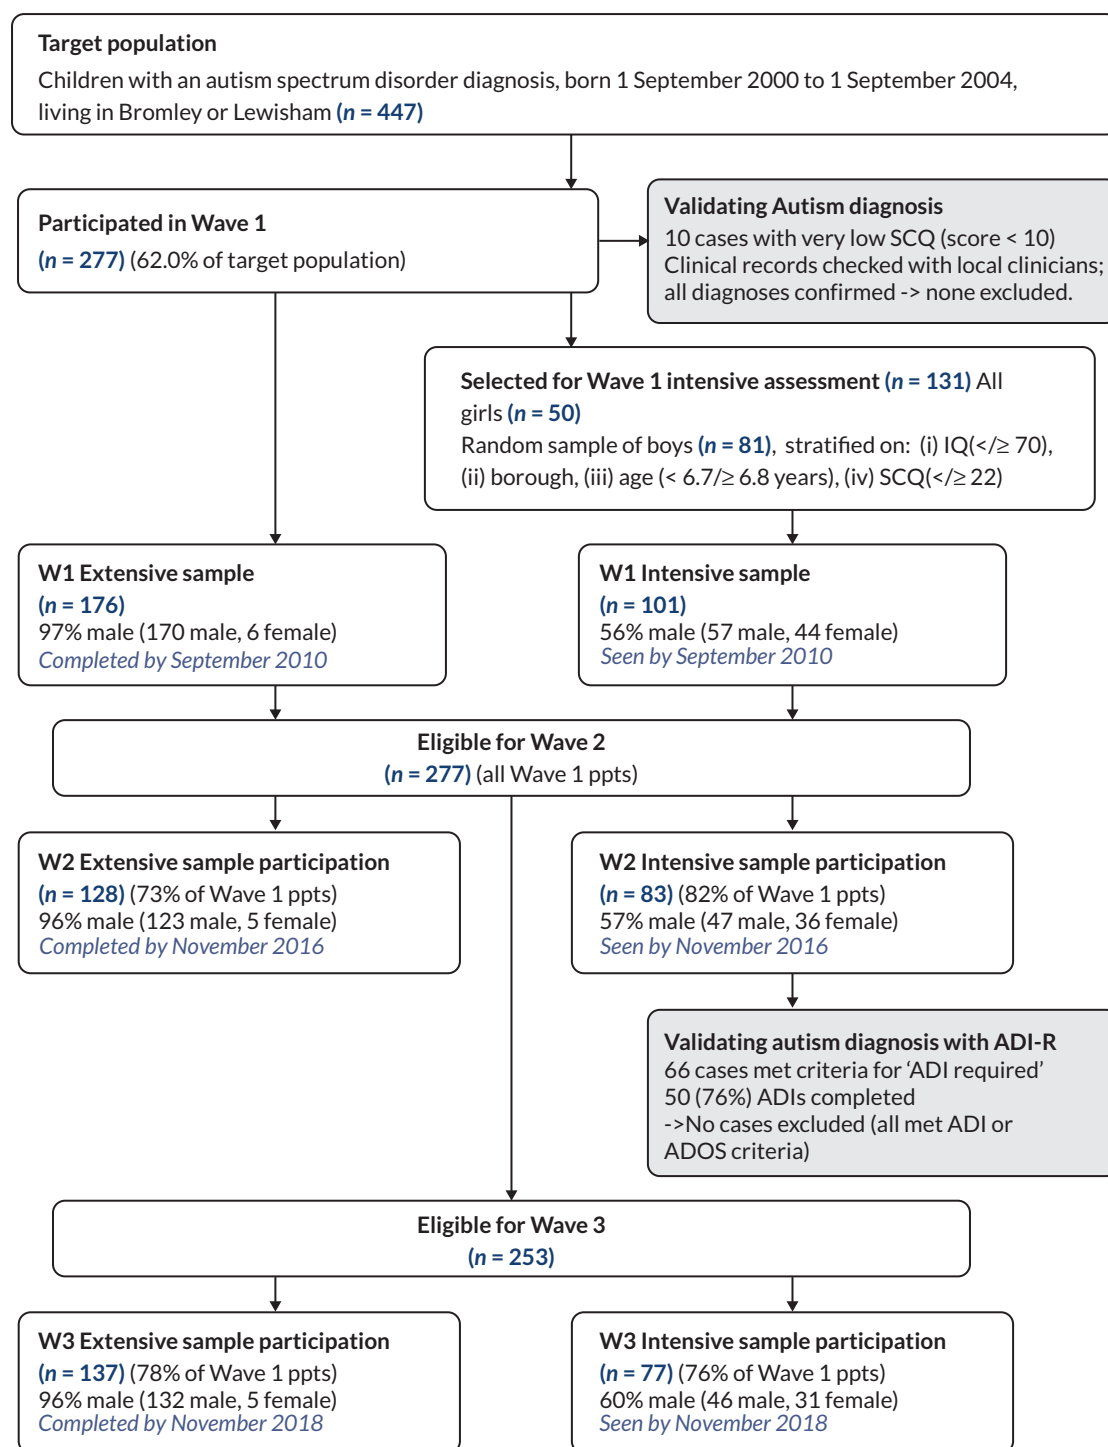 Target population
Children with an autism spectrum disorder diagnosis, born 1 September 2000 to 1 September 2004,
living in Bromley or Lewisham (n = 447)
Participated in Wave 1
(n = 277) (62.0% of target population)
Validating Autism diagnosis
10 cases with very low SCQ (score < 10)
Clinical records checked with local clinicians;
all diagnoses confirmed -> none excluded.
Selected for Wave 1 intensive assessment (n = 131) All
girls (n = 50)
Random sample of boys (n = 81), stratified on: (i) IQ(</≥ 70),
(ii) borough, (iii) age (< 6.7/≥ 6.8 years), (iv) SCQ(</≥ 22)
W1 Extensive sample
(n = 176)
97% male (170 male, 6 female)
Completed by September 2010
W1 Intensive sample
(n = 101)
56% male (57 male, 44 female)
Seen by September 2010
Eligible for Wave 2
(n = 277) (all Wave 1 ppts)
W2 Extensive sample participation
(n = 128) (73% of Wave 1 ppts)
96% male (123 male, 5 female)
Completed by November 2016
W2 Intensive sample participation
(n = 83) (82% of Wave 1 ppts)
57% male (47 male, 36 female)
Seen by November 2016
Validating autism diagnosis with ADI-R
66 cases met criteria for ‘ADI required’
50 (76%) ADIs completed
->No cases excluded (all met ADI or
ADOS criteria)
Eligible for Wave 3
(n = 253)
W3 Extensive sample participation
(n = 137) (78% of Wave 1 ppts)
96% male (132 male, 5 female)
Completed by November 2018
W3 Intensive sample participation
(n = 77) (76% of Wave 1 ppts)
60% male (46 male, 31 female)
Seen by November 2018